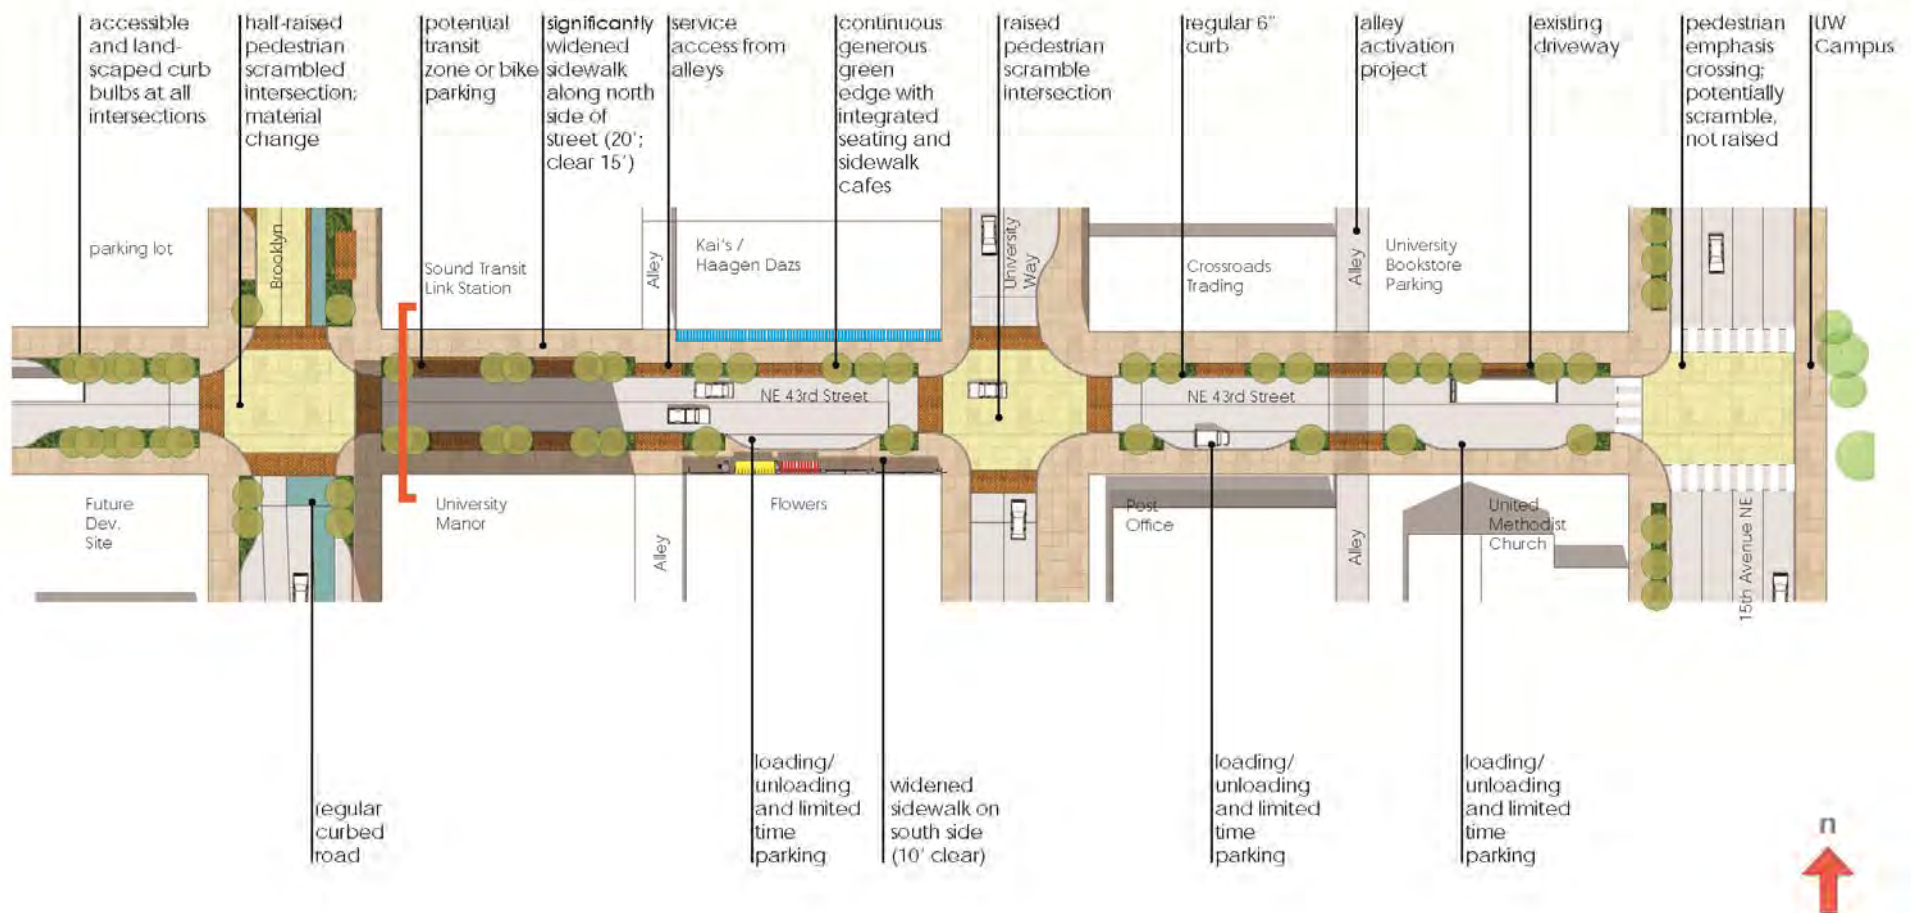 accessible
and land-
scaped curb
bulbs at all
intersections
half-raised
pedestrian
scrambled
intersection;
material
change
potential
transit
zone or bike
parking
significantly
widened
sidewalk
along north
side of
street (20';
clear 15')
service
access from
alleys
continuous
generous
green
edge with
integrated
seating and
sidewalk
cafes
raised
pedestrian
scramble
intersection
regular 6"
curb
alley
activation
project
existing
driveway
pedestrian
emphasis
crossing;
potentially
scramble,
not raised
UW
Campus
parking lot
Brooklyn
Sound Transit
Link Station
Alley
Kai's /
Haagen Dazs
University
Way
Crossroads
Trading
Alley
University
Bookstore
Parking
NE 43rd Street
NE 43rd Street
Future
Dev.
Site
University
Manor
Alley
Flowers
Post
Office
Alley
United
Methodist
Church
15th Avenue NE
regular
curbed
road
loading/
unloading
and limited
time
parking
widened
sidewalk on
south side
(10' clear)
loading/
unloading
and limited
time
parking
loading/
unloading
and limited
time
parking
n